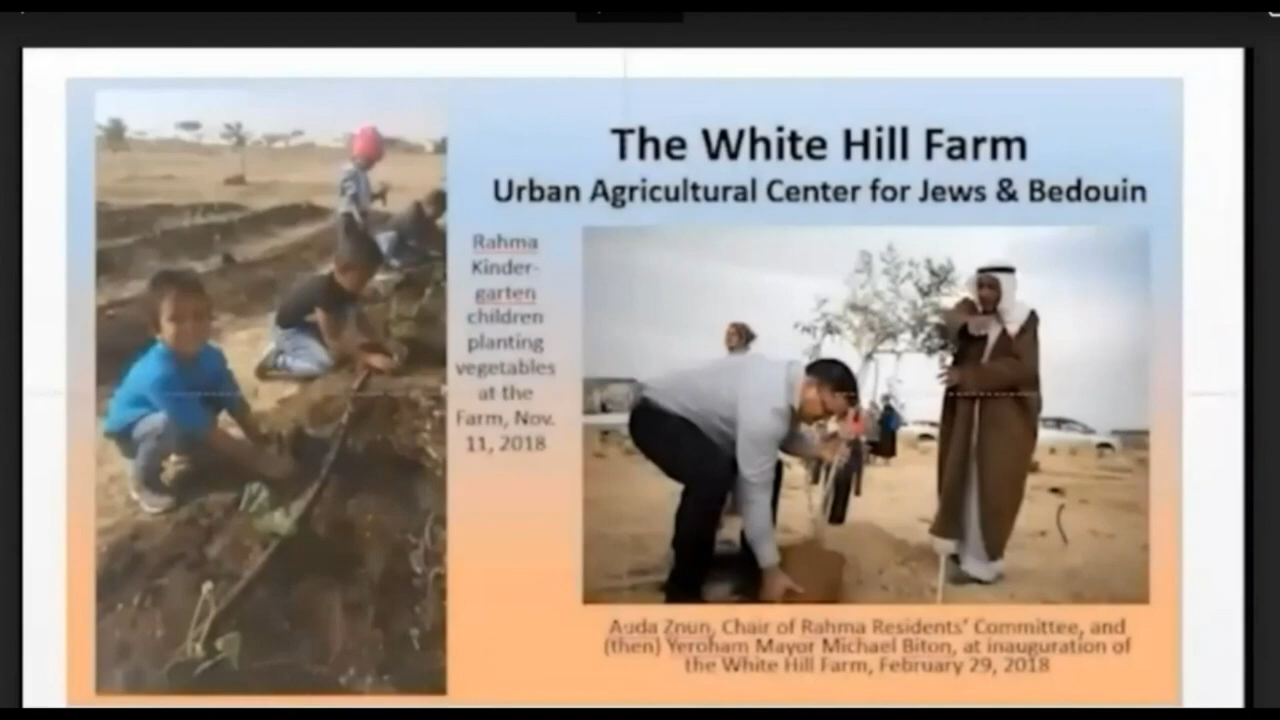 The White Hill Farm
Urban Agricultural Center for Jews & Bedouin
Rahma
Kinder-
garten
children
planting
vegetables
at the
Farm, Nov.
11, 2018
Auda Znun, Chair of Rahma Residents' Committee, and
(then) Yeroham Mayor Michael Biton, at inauguration of
the White Hill Farm, February 29, 2018